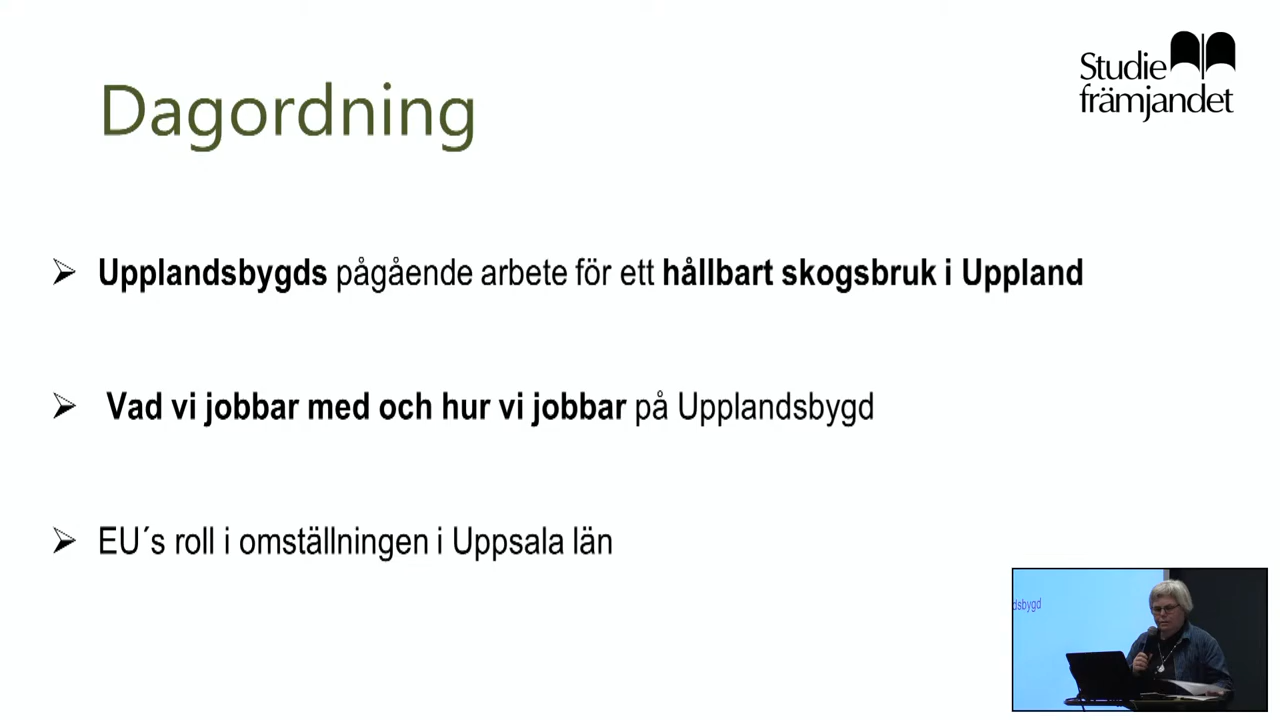 Studie
främjandet
Dagordning
Upplandsbygds pågående arbete för ett hållbart skogsbruk i Uppland
Vad vi jobbar med och hur vi jobbar på Upplandsbygd
EU´s roll i omställningen i Uppsala län
dsbygd